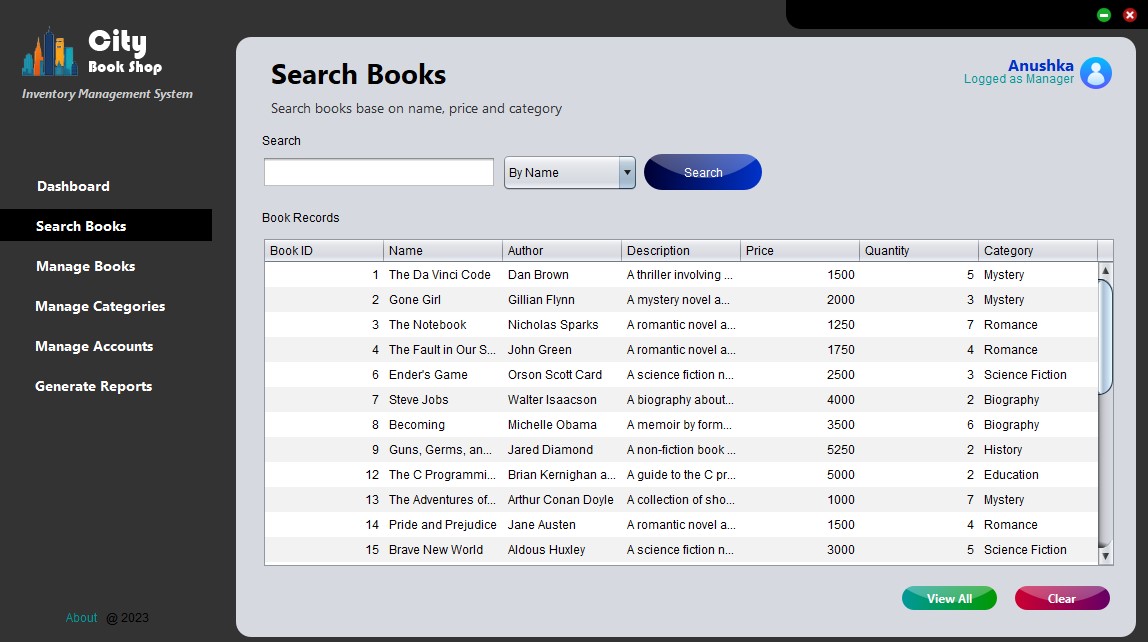 City
Book Shop
Inventory Management System
Dashboard
Search Books
Manage Books
Manage Categories
Manage Accounts
Generate Reports
About @ 2023
Search Books
Search books base on name, price and category
Anushka
Logged as Manager
Search
By Name Search
Book Records
Book ID Name Author Description Price Quantity Category
1 The Da Vinci Code Dan Brown A thriller involving ... 1500 5 Mystery
2 Gone Girl Gillian Flynn A mystery novel a... 2000 3 Mystery
3 The Notebook Nicholas Sparks A romantic novel a... 1250 7 Romance
4 The Fault in Our S... John Green A romantic novel a... 1750 4 Romance
6 Ender's Game Orson Scott Card A science fiction n... 2500 3 Science Fiction
7 Steve Jobs Walter Isaacson A biography about... 4000 2 Biography
8 Becoming Michelle Obama A memoir by form... 3500 6 Biography
9 Guns, Germs, an... Jared Diamond A non-fiction book ... 5250 2 History
12 The C Programmi... Brian Kernighan a... A guide to the C pr... 5000 2 Education
13 The Adventures of... Arthur Conan Doyle A collection of sho... 1000 7 Mystery
14 Pride and Prejudice Jane Austen A romantic novel a... 1500 4 Romance
15 Brave New World Aldous Huxley A science fiction n... 3000 5 Science Fiction
View All Clear